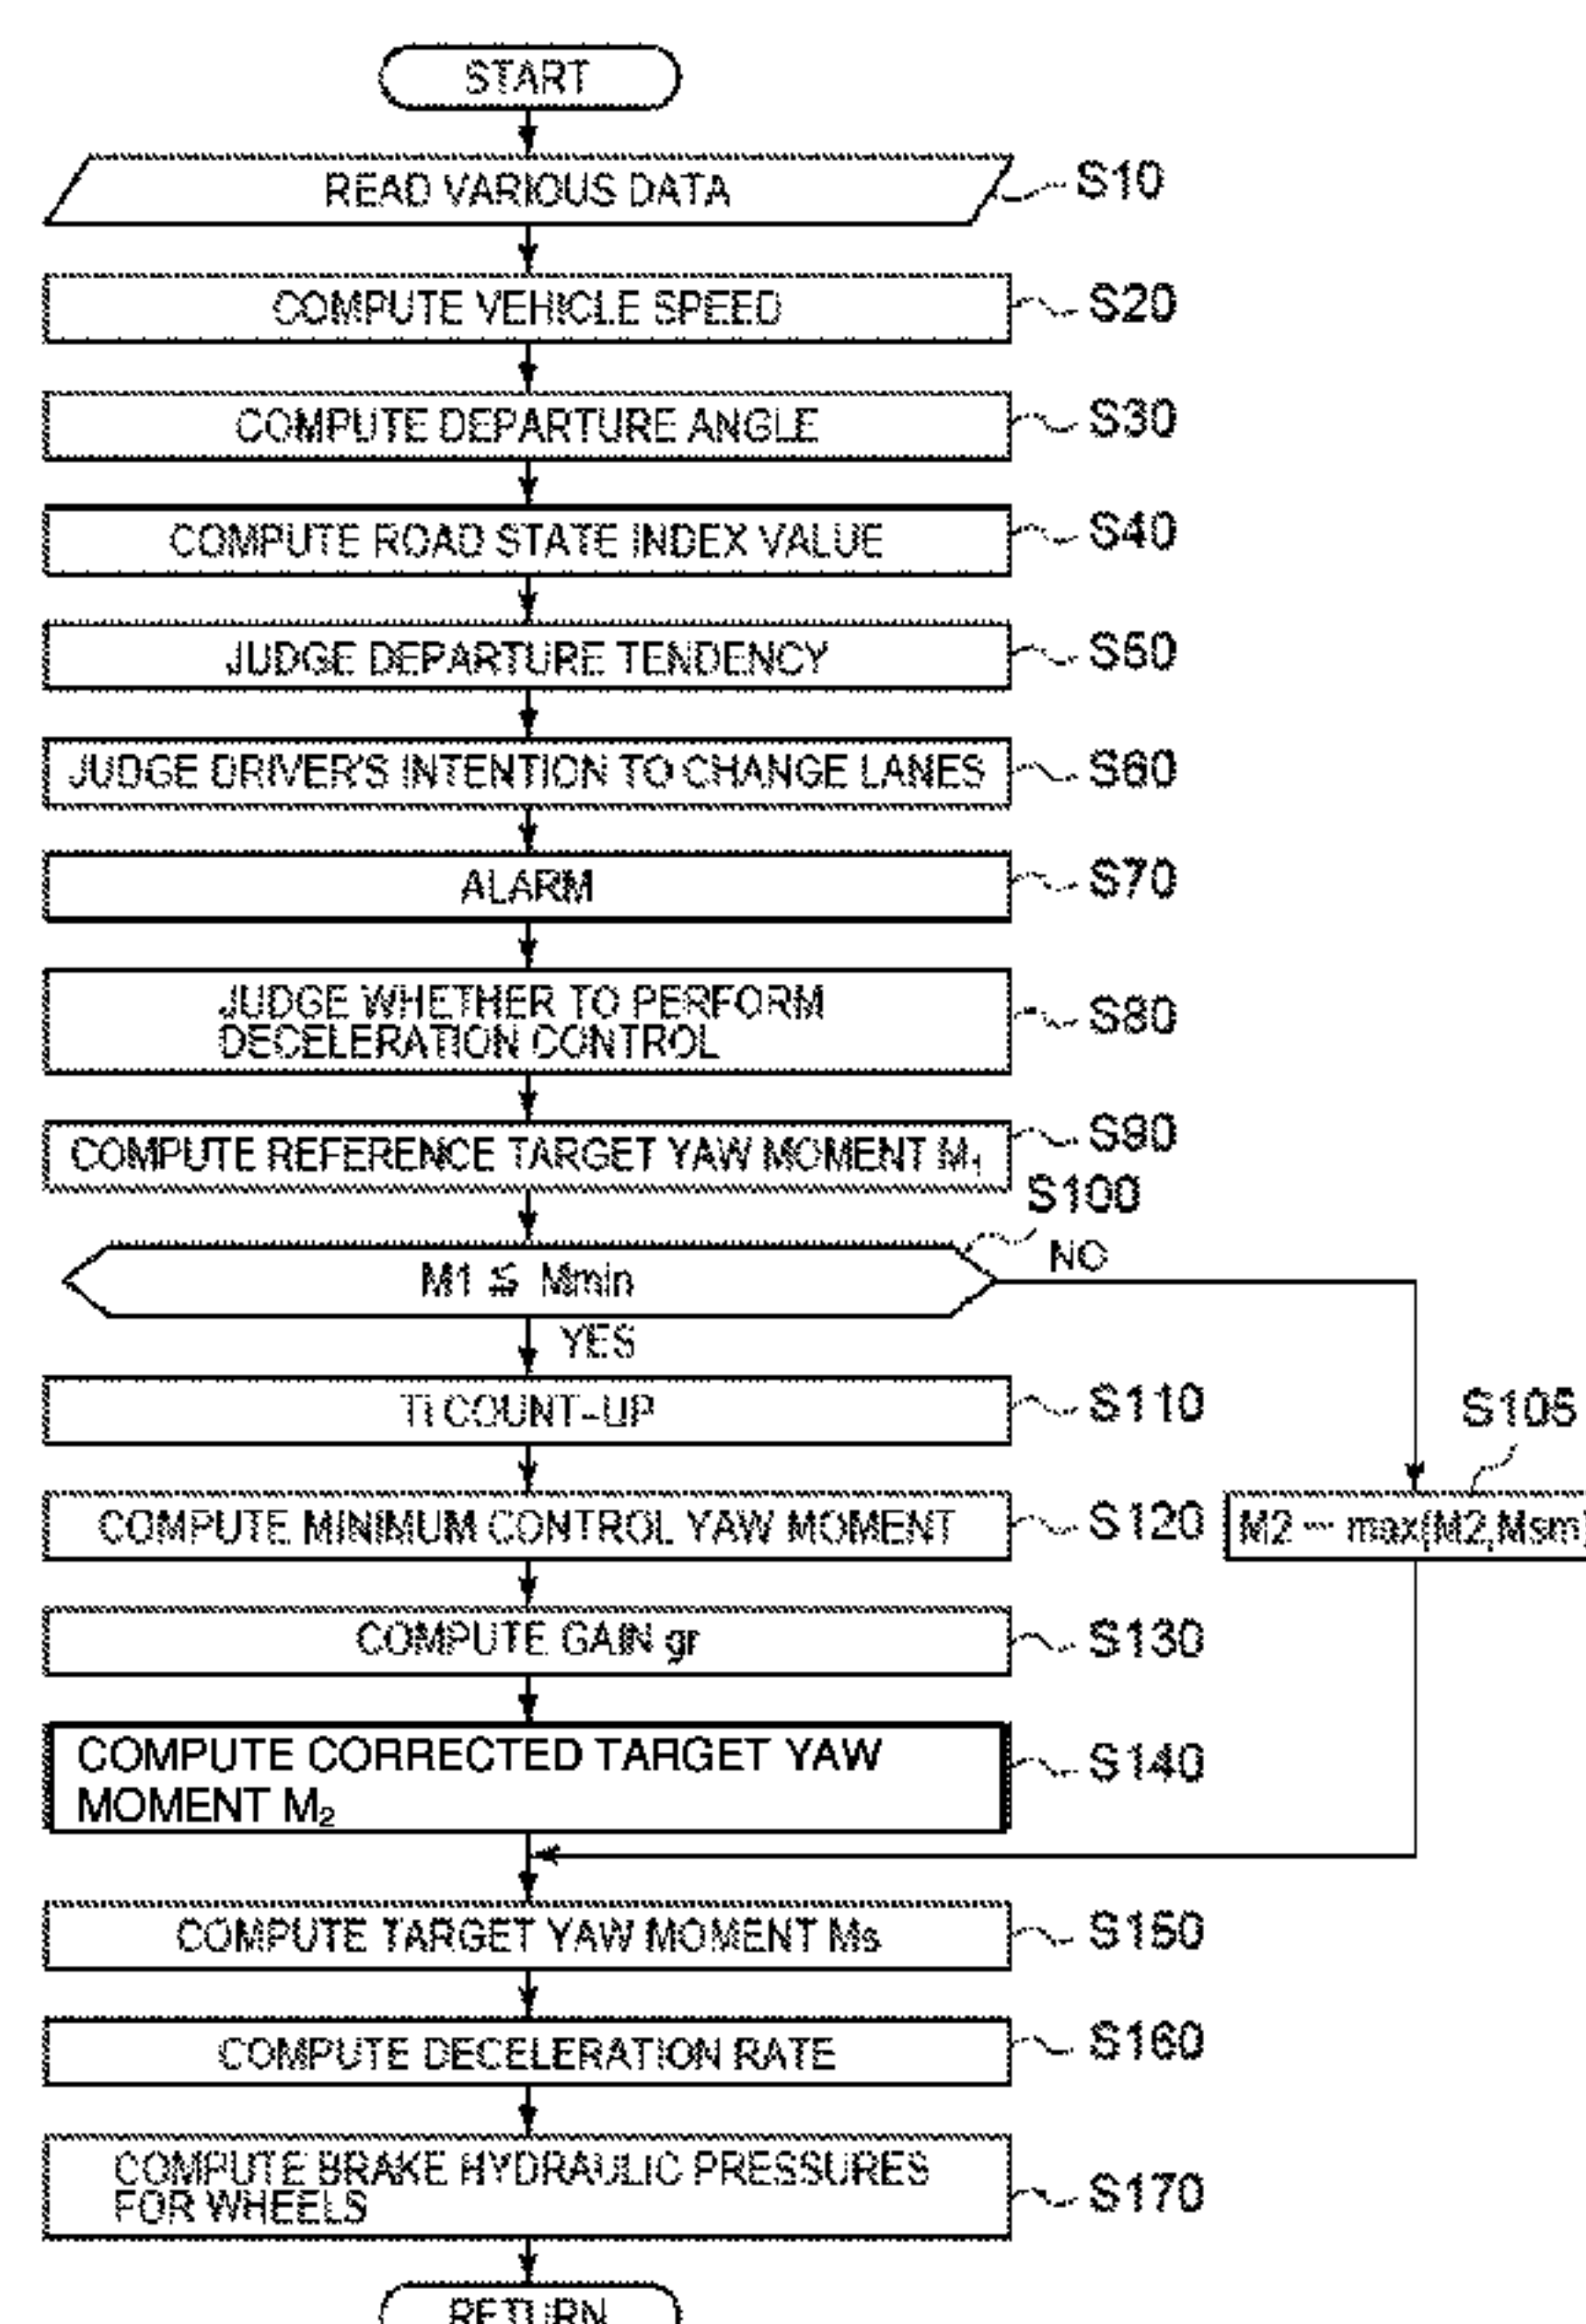 START
READ VARIOUS DATA
S10
COMPUTE VEHICLE SPEED
S20
COMPUTE DEPARTURE ANGLE
S30
COMPUTE ROAD STATE INDEX VALUE
S40
JUDGE DEPARTURE TENDENCY
S50
JUDGE DRIVER'S INTENTION TO CHANGE LANES
S60
ALARM
S70
JUDGE WHETHER TO PERFORM
DECELERATION CONTROL
S80
COMPUTE REFERENCE TARGET YAW MOMENT M₁
S90
S100
M1 ≦ Mmin
NO
YES
COUNT-UP
S110
S105
COMPUTE MINIMUM CONTROL YAW MOMENT
S120
M2 max(M2,Msm)
COMPUTE GAIN gr
S130
COMPUTE CORRECTED TARGET YAW
MOMENT M₂
S140
COMPUTE TARGET YAW MOMENT Ms
S150
COMPUTE DECELERATION RATE
S160
COMPUTE BRAKE HYDRAULIC PRESSURES
FOR WHEELS
S170
RETURN